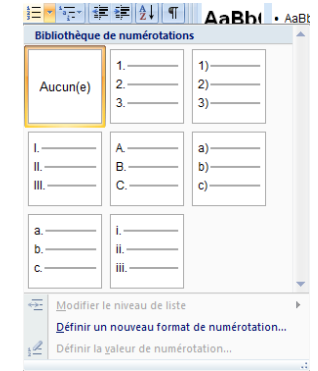 AaBb( • AaBb
Bibliothèque de numérotations
Aucun(e)
1.
2.
3.
1)
2)
3)
I.
II.
III.
A.
B.
C.
a)
b)
c)
a.
b.
c.
i.
ii.
iii.
Modifier le niveau de liste
Définir un nouveau format de numérotation...
Définir la valeur de numérotation...